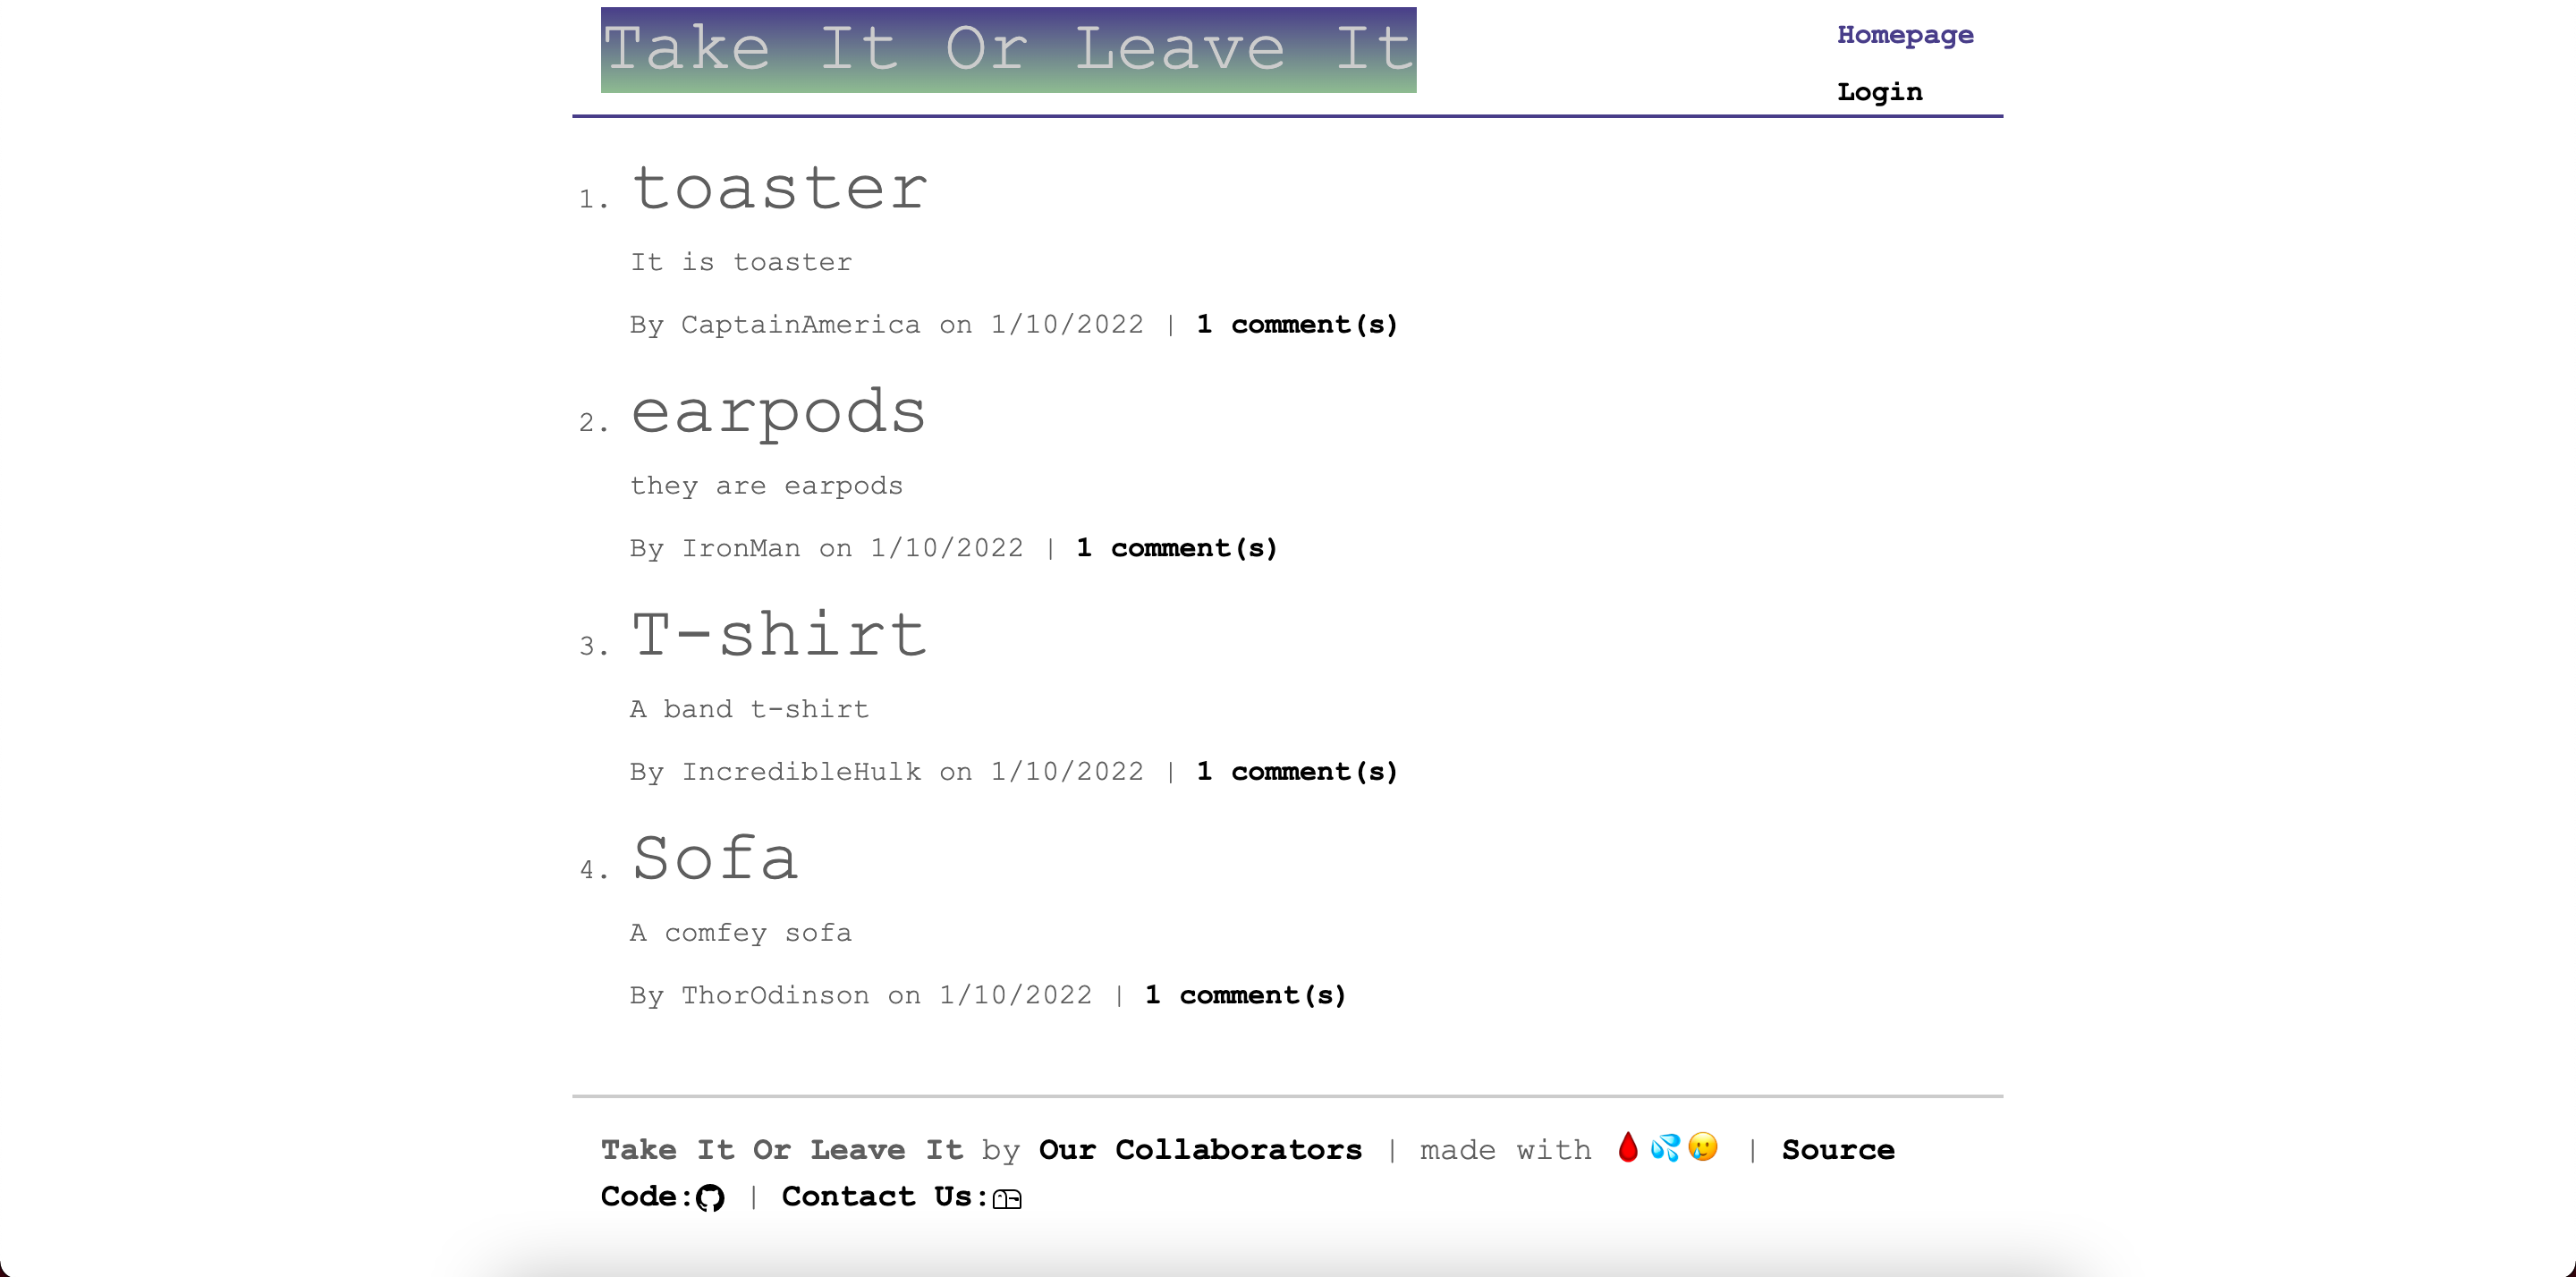 Take It Or Leave It
Homepage
Login
1. toaster
It is toaster
By CaptainAmerica on 1/10/2022 | 1 comment(s)
2. earpods
they are earpods
By IronMan on 1/10/2022 | 1 comment(s)
3. T-shirt
A band t-shirt
By IncredibleHulk on 1/10/2022 | 1 comment(s)
4. Sofa
A comfey sofa
By ThorOdinson on 1/10/2022 | 1 comment(s)
Take It Or Leave It by Our Collaborators | made with 🩸💦🥲 | Source
Code: | Contact Us: